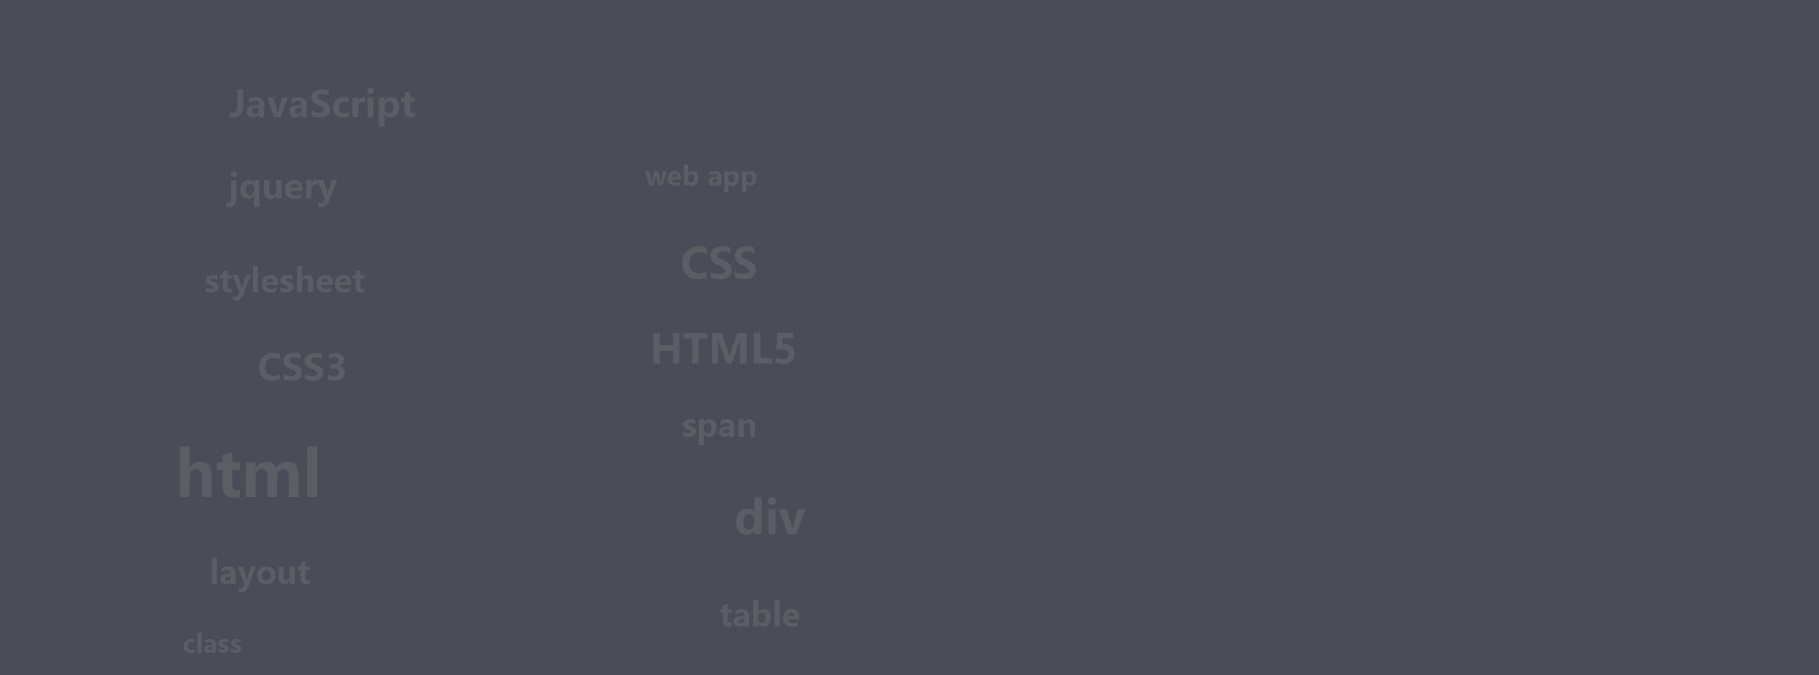 JavaScript
jquery
stylesheet
CSS3
html
layout
class
web app
CSS
HTML5
span
div
table